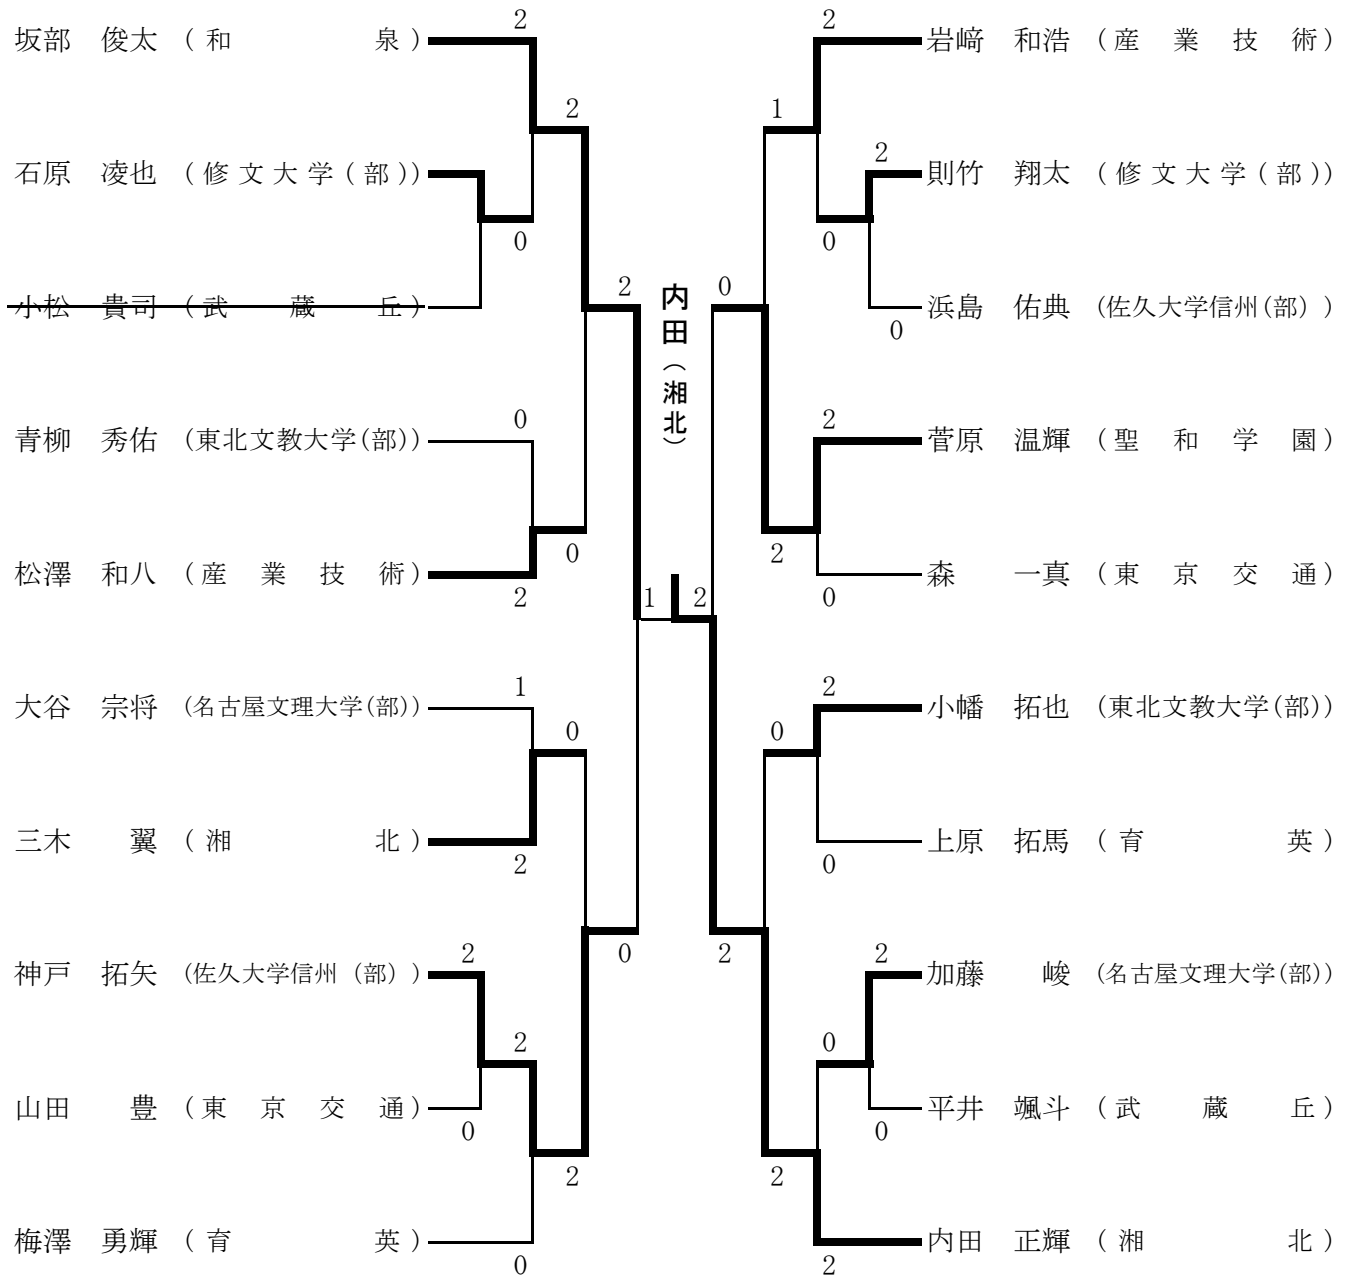 2
坂部 俊太 (和 泉)
2
石原 凌也 (修文大学(部))
0
小松 貴司 (武 蔵 丘)
2
0
青柳 秀佑 (東北文教大学(部))
0
松澤 和八 (産 業 技 術)
2
1
大谷 宗将 (名古屋文理大学(部))
0
三木 翼 (湘 北)
2
0
2
神戸 拓矢 (佐久大学信州(部))
2
山田 豊 (東 京 交 通)
0
2
梅澤 勇輝 (育 英)
0
内田(湘北)
1 2
2
岩﨑 和浩 (産 業 技 術)
1
2
則竹 翔太 (修文大学(部))
0
浜島 佑典 (佐久大学信州(部))
0
0
2
菅原 温輝 (聖 和 学 園)
2
森 一真 (東 京 交 通)
0
2
小幡 拓也 (東北文教大学(部))
0
上原 拓馬 (育 英)
0
2
2
加藤 峻 (名古屋文理大学(部))
0
平井 颯斗 (武 蔵 丘)
0
2
内田 正輝 (湘 北)
2